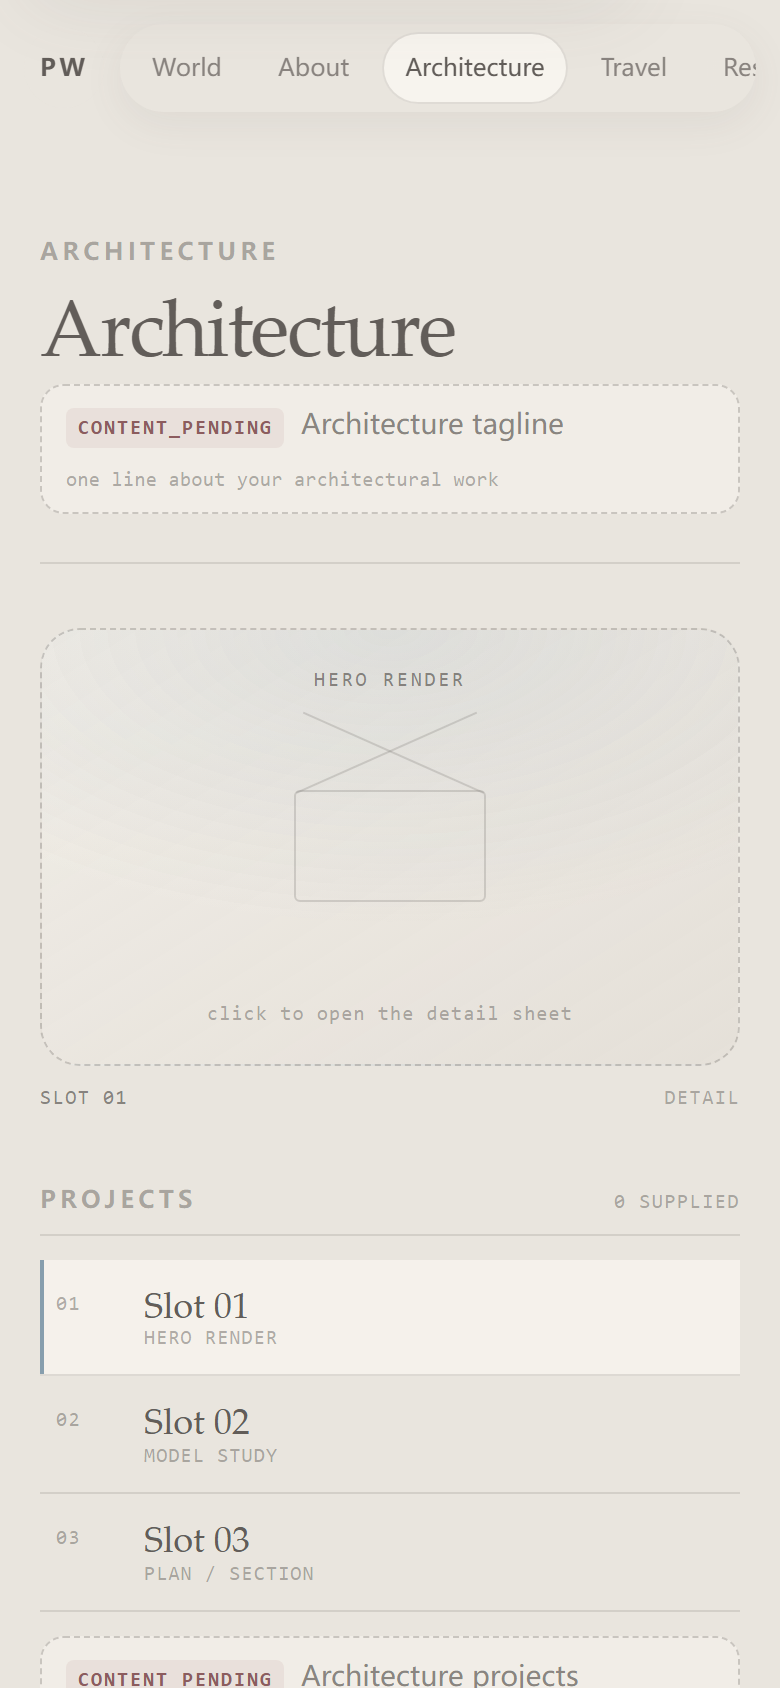 PW World About Architecture Travel
ARCHITECTURE
Architecture
CONTENT_PENDING Architecture tagline
one line about your architectural work
HERO RENDER
click to open the detail sheet
SLOT 01 DETAIL
PROJECTS 0 SUPPLIED
01 Slot 01
HERO RENDER
02 Slot 02
MODEL STUDY
03 Slot 03
PLAN / SECTION
CONTENT_PENDING Architecture projects